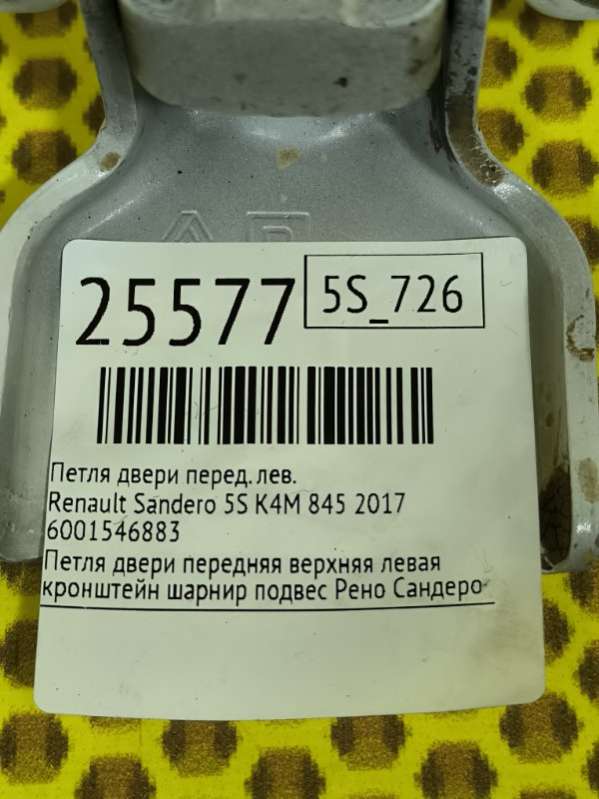 25577
5S_726
Петля двери перед. лев.
Renault Sandero 5S K4M 845 2017
6001546883
Петля двери передняя верхняя левая
кронштейн шарнир подвес Рено Сандеро